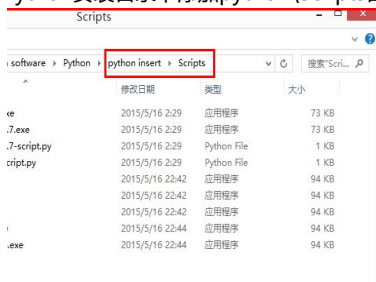 Scripts
software ▸ Python ▸ python insert ▸ Scripts
搜索"Scri...
修改日期 类型 大小
xe 2015/5/16 2:29 应用程序 73 KB
.7.exe 2015/5/16 2:29 应用程序 73 KB
.7-script.py 2015/5/16 2:29 Python File 1 KB
cript.py 2015/5/16 2:29 Python File 1 KB
2015/5/16 22:42 应用程序 94 KB
2015/5/16 22:42 应用程序 94 KB
2015/5/16 22:42 应用程序 94 KB
2015/5/16 22:44 应用程序 94 KB
.exe 2015/5/16 22:44 应用程序 94 KB